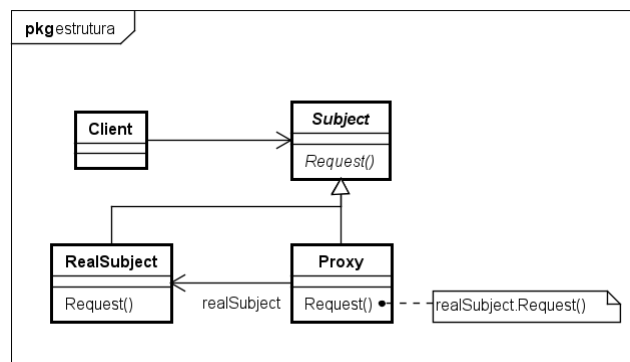 pkg estrutura
Subject
Client
Request()
RealSubject
Proxy
Request()
realSubject
Request()
realSubject.Request()